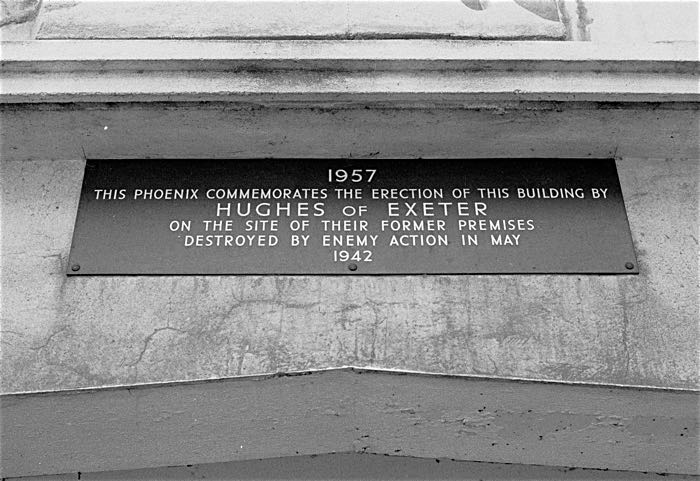 1957
THIS PHOENIX COMMEMORATES THE ERECTION OF THIS BUILDING BY
HUGHES OF EXETER
ON THE SITE OF THEIR FORMER PREMISES
DESTROYED BY ENEMY ACTION IN MAY
1942